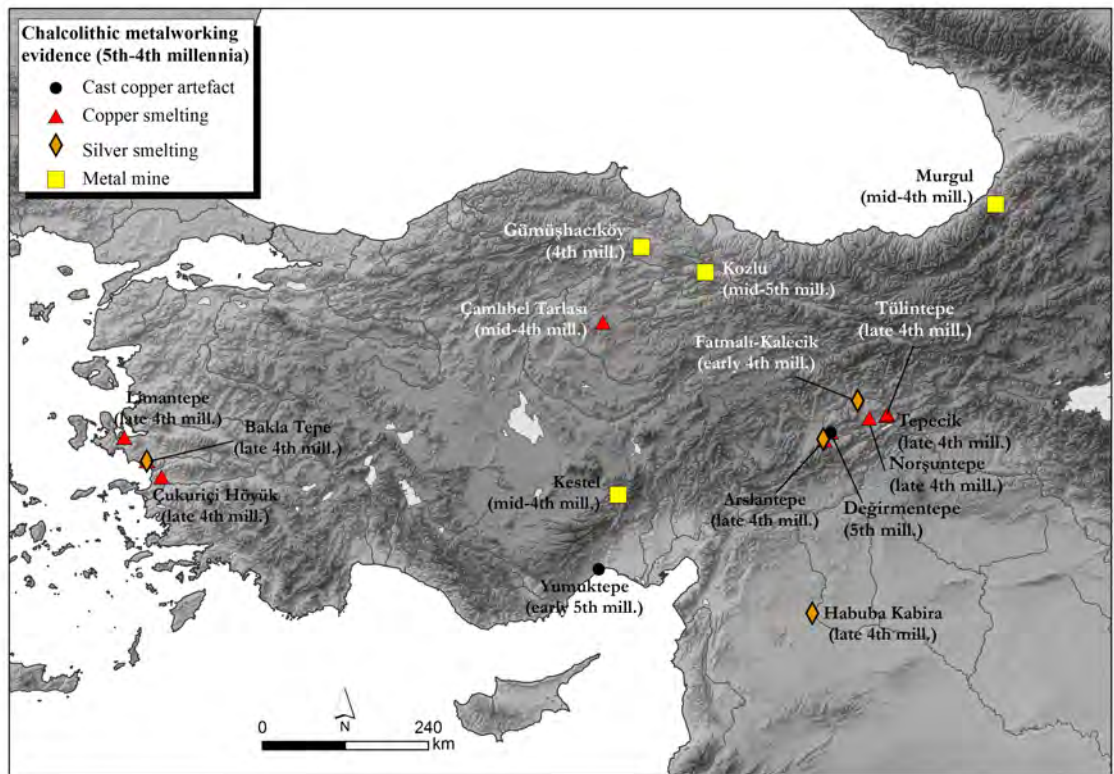 Chalcolithic metalworking
evidence (5th-4th millennia)
Cast copper artefact
Copper smelting
Silver smelting
Metal mine
Murgul
(mid-4th mill.)
Gümüşhacıköy
(4th mill.)
Kozlu
(mid-5th mill.)
Çamlıbel Tarlası
(mid-4th mill.)
Tülintepe
(late 4th mill.)
Fatmalı-Kalecik
(early 4th mill.)
Limantepe
(late 4th mill.)
Bakla Tepe
(late 4th mill.)
Çukuriçi Höyük
(late 4th mill.)
Tepecik
(late 4th mill.)
Norşuntepe
(late 4th mill.)
Kestel
(mid-4th mill.)
Arslantepe
(late 4th mill.)
Değirmentepe
(5th mill.)
Yumuktepe
(early 5th mill.)
Habuba Kabira
(late 4th mill.)
N
0 240
km